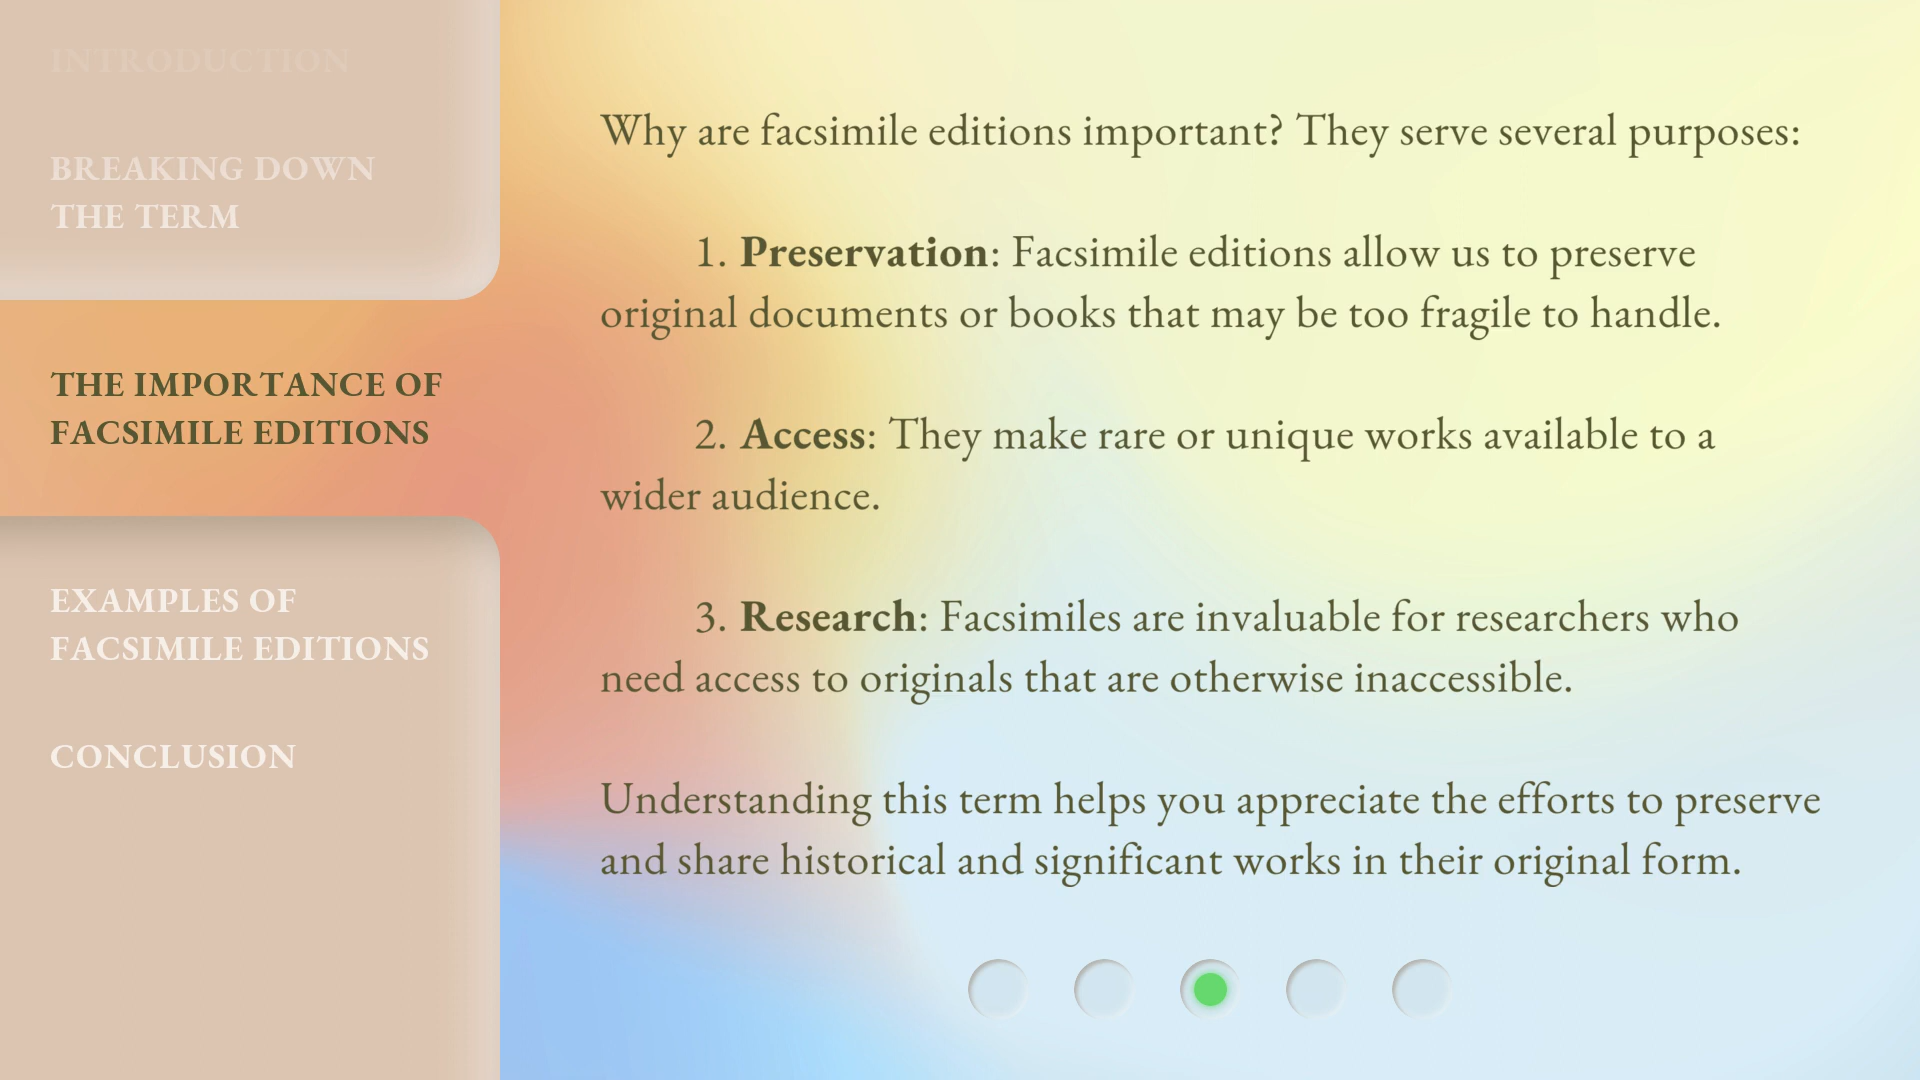 INTRODUCTION
BREAKING DOWN
THE TERM
THE IMPORTANCE OF
FACSIMILE EDITIONS
EXAMPLES OF
FACSIMILE EDITIONS
CONCLUSION
Why are facsimile editions important? They serve several purposes:
1. Preservation: Facsimile editions allow us to preserve
original documents or books that may be too fragile to handle.
2. Access: They make rare or unique works available to a
wider audience.
3. Research: Facsimiles are invaluable for researchers who
need access to originals that are otherwise inaccessible.
Understanding this term helps you appreciate the efforts to preserve
and share historical and significant works in their original form.